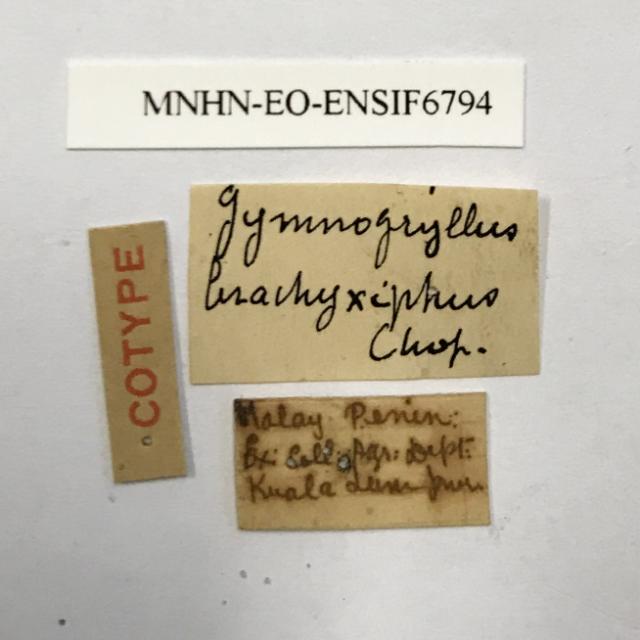 MNHN-EO-ENSIF6794
Gymnogryllus
brachyxiphus
Chop.
COTYPE
Malay Penin:
Ex: Coll: Agr: Dept:
Kuala Lumpur